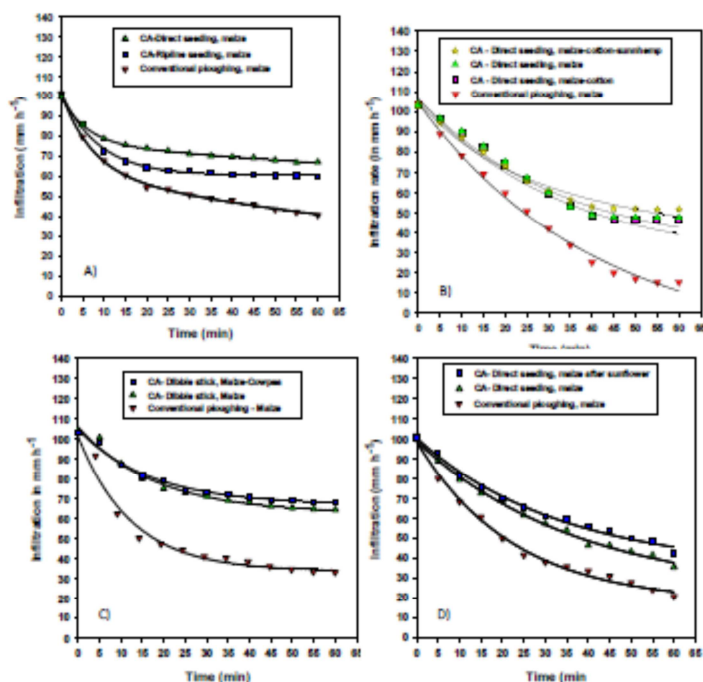 140
130
120
110
100
90
80
70
60
50
40
30
20
10
0
Infiltration (mm h⁻¹)
CA-Direct seeding, maize
CA-Ripline seeding, maize
Conventional ploughing, maize
A)
0 5 10 15 20 25 30 35 40 45 50 55 60 65
Time (min)
140
130
120
110
100
90
80
70
60
50
40
30
20
10
0
Infiltration rate (in mm h⁻¹)
CA - Direct seeding, maize-cotton-sunnhemp
CA - Direct seeding, maize
CA - Direct seeding, maize-cotton
Conventional ploughing, maize
B)
0 5 10 15 20 25 30 35 40 45 50 55 60 65
Time (min)
140
120
100
80
60
40
20
0
Infiltration in mm h⁻¹
CA- Dibble stick, Maize-Cowpea
CA- Dibble stick, Maize
Conventional ploughing - Maize
C)
0 5 10 15 20 25 30 35 40 45 50 55 60 65
Time (min)
140
130
120
110
100
90
80
70
60
50
40
30
20
10
0
Infiltration (mm h⁻¹)
CA- Direct seeding, maize after sunflower
CA- Direct seeding, maize
Conventional ploughing, maize
D)
0 5 10 15 20 25 30 35 40 45 50 55 60 65
Time (min